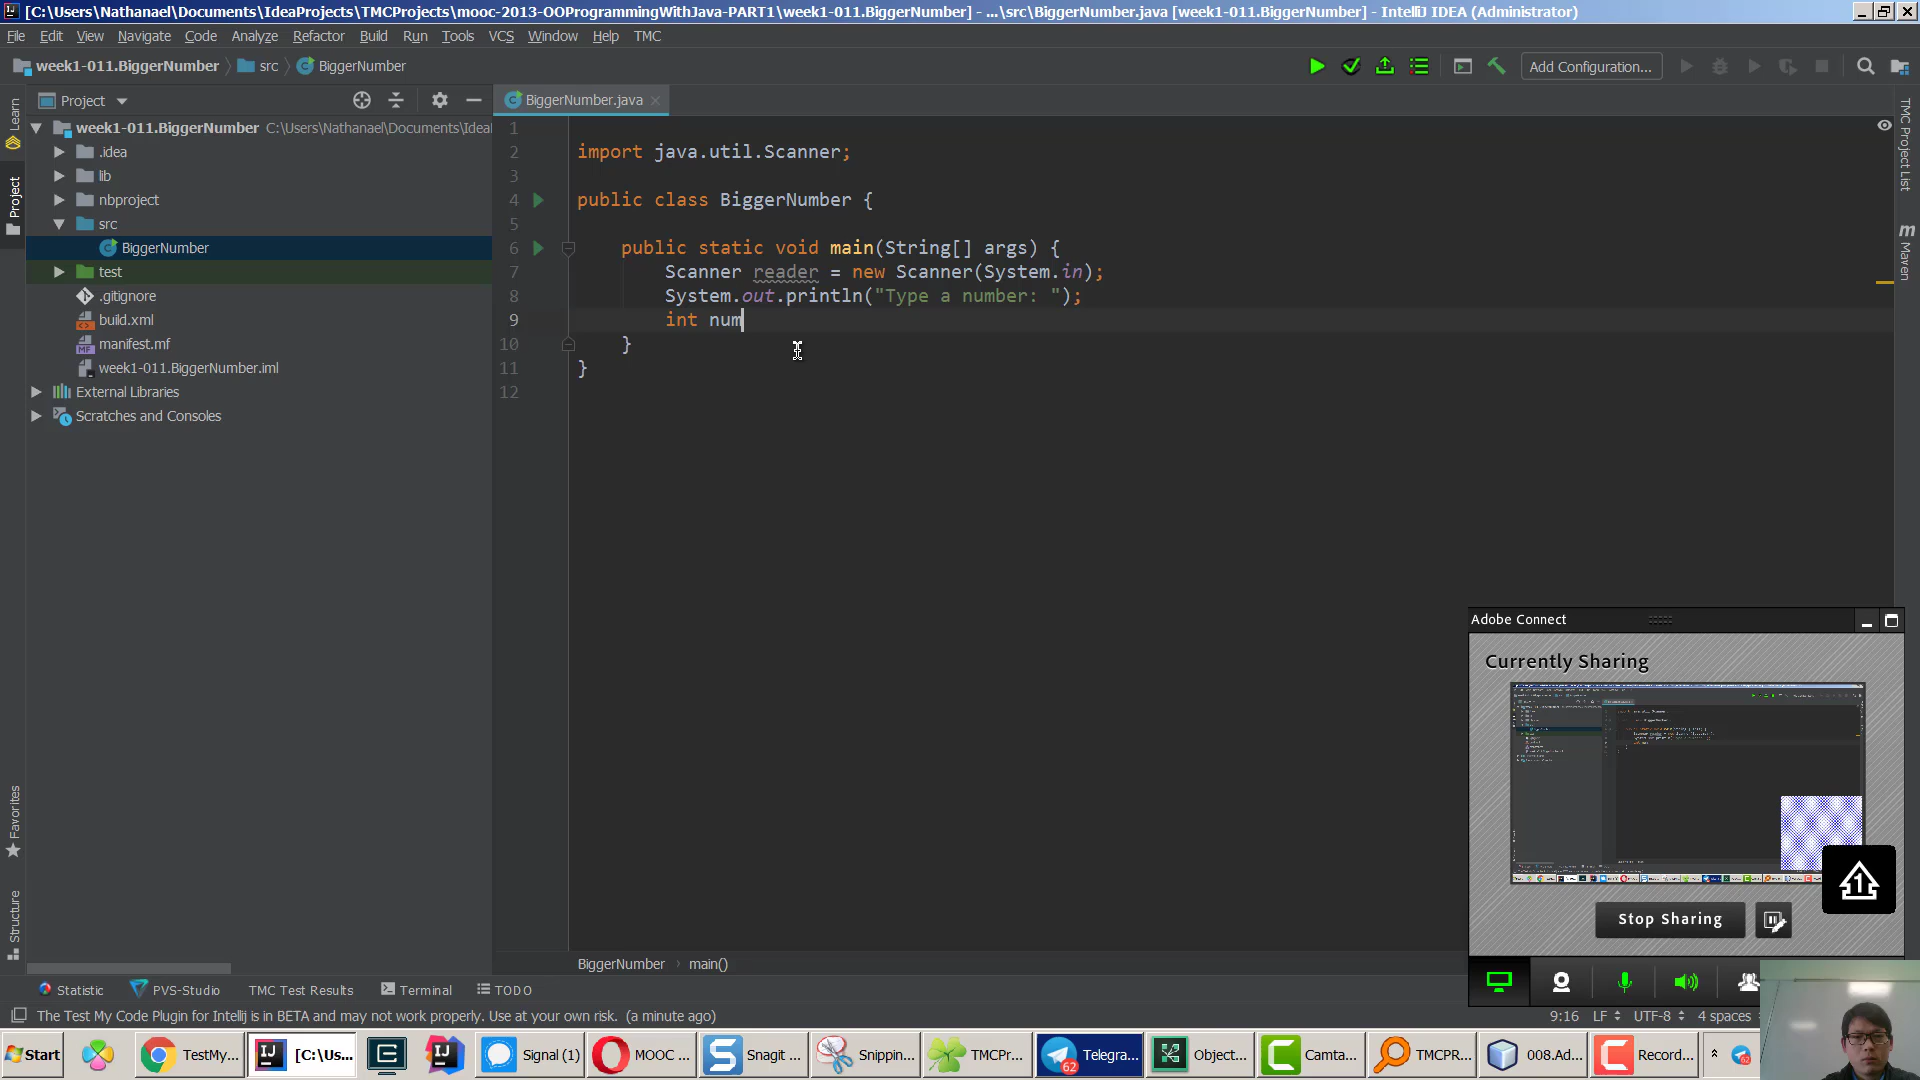 [C:\Users\Nathanael\Documents\IdeaProjects\TMCProjects\mooc-2013-OOProgrammingWithJava-PART1\week1-011.BiggerNumber] - ...\src\BiggerNumber.java [week1-011.BiggerNumber] - IntelliJ IDEA (Administrator)
File Edit View Navigate Code Analyze Refactor Build Run Tools VCS Window Help TMC
week1-011.BiggerNumber src BiggerNumber Add Configuration...
Project BiggerNumber.java
Learn
Project
Favorites
Structure
week1-011.BiggerNumber C:\Users\Nathanael\Documents\Ideal
.idea
lib
nbproject
src
BiggerNumber
test
.gitignore
build.xml
manifest.mf
week1-011.BiggerNumber.iml
External Libraries
Scratches and Consoles
1
2 import java.util.Scanner;
3
4 public class BiggerNumber {
5
6 public static void main(String[] args) {
7 Scanner reader = new Scanner(System.in);
8 System.out.println("Type a number: ");
9 int num
10 }
11 }
12
TMC Project List
Maven
Adobe Connect
Currently Sharing
Stop Sharing
BiggerNumber main()
Statistic PVS-Studio TMC Test Results Terminal TODO
The Test My Code Plugin for Intellij is in BETA and may not work properly. Use at your own risk. (a minute ago) 9:16 LF UTF-8 4 spaces
Start TestMy... [C:\Us... Signal (1) MOOC ... Snagit ... Snippin... TMCPr... Telegra... 62 Object... Camta... TMCPR... 008.Ad... Record...